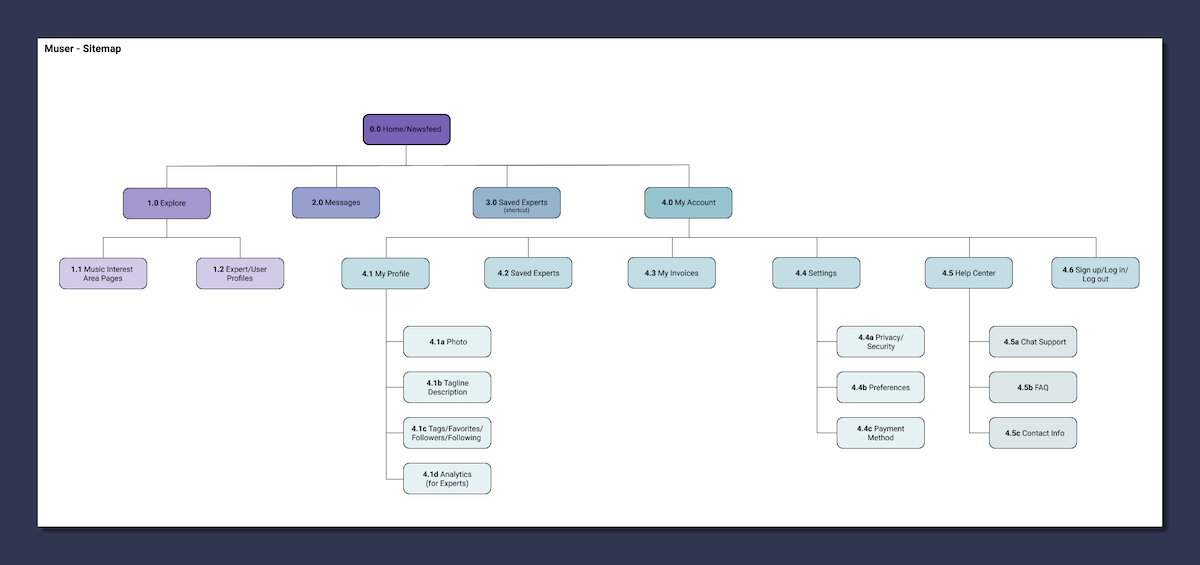 Muser - Sitemap
0.0 Home/Newsfeed
1.0 Explore
2.0 Messages
3.0 Saved Experts
(shortcut)
4.0 My Account
1.1 Music Interest
Area Pages
1.2 Expert/User
Profiles
4.1 My Profile
4.2 Saved Experts
4.3 My Invoices
4.4 Settings
4.5 Help Center
4.6 Sign up/Log in/
Log out
4.1a Photo
4.1b Tagline
Description
4.1c Tags/Favorites/
Followers/Following
4.1d Analytics
(for Experts)
4.4a Privacy/
Security
4.4b Preferences
4.4c Payment
Method
4.5a Chat Support
4.5b FAQ
4.5c Contact Info